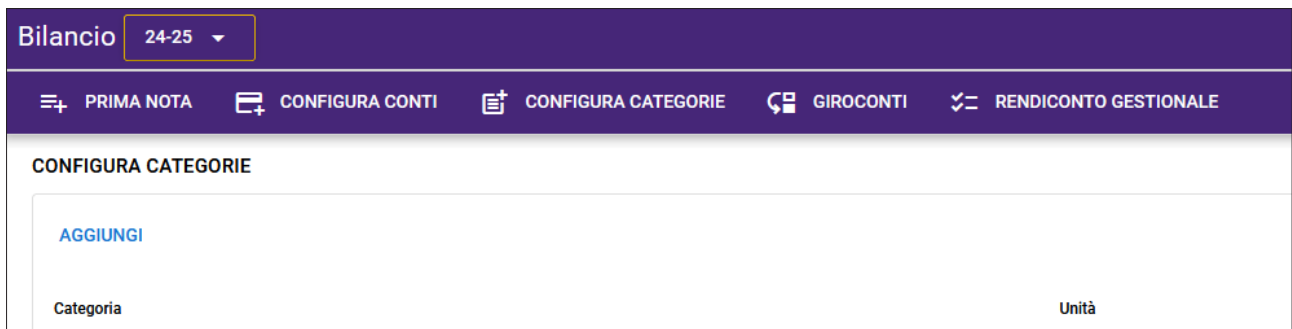 Bilancio 24-25
PRIMA NOTA CONFIGURA CONTI CONFIGURA CATEGORIE GIROCONTI RENDICONTO GESTIONALE
CONFIGURA CATEGORIE
AGGIUNGI
Categoria Unità